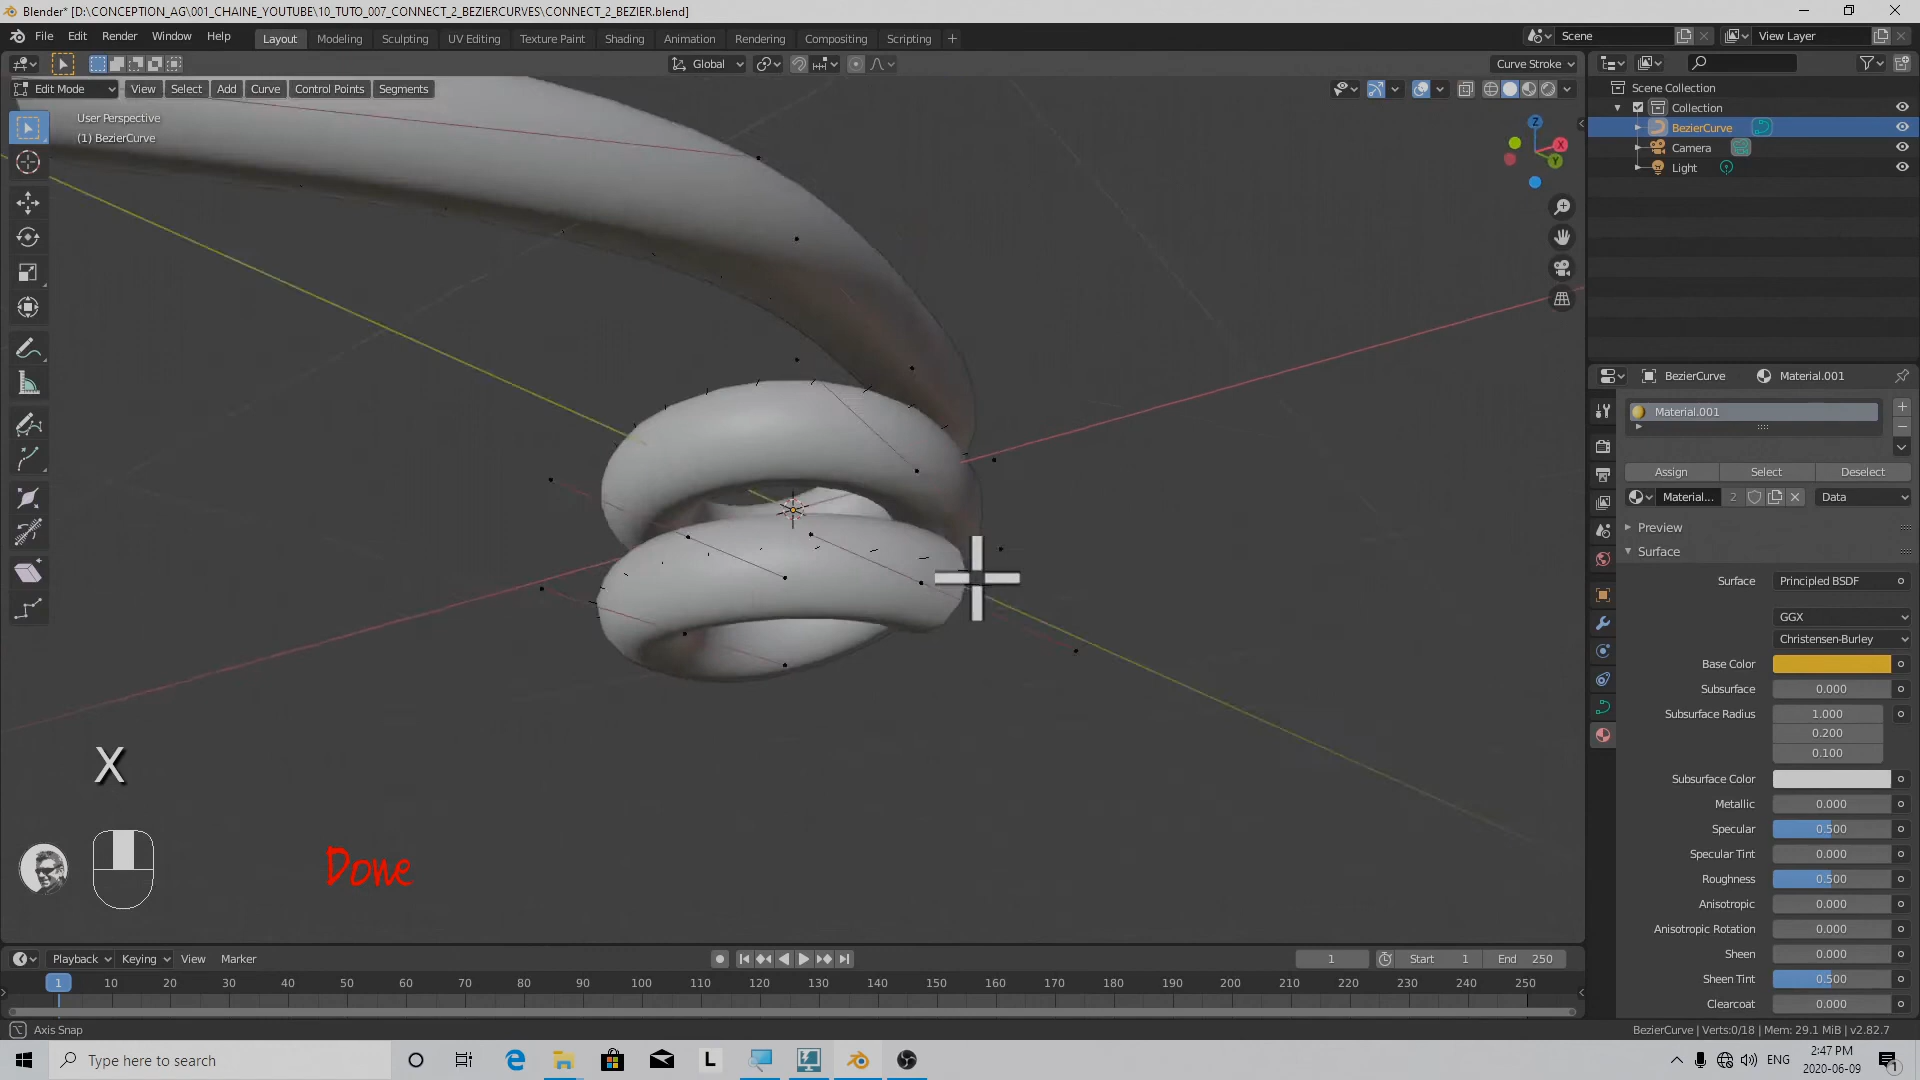 Blender* [D:\CONCEPTION_AG\001_CHAINE_YOUTUBE\10_TUTO_007_CONNECT_2_BEZIERCURVES\CONNECT_2_BEZIER.blend]
File Edit Render Window Help Layout Modeling Sculpting UV Editing Texture Paint Shading Animation Rendering Compositing Scripting Scene View Layer
Global Curve Stroke
Edit Mode View Select Add Curve Control Points Segments
User Perspective
(1) BezierCurve
Scene Collection
Collection
BezierCurve
Camera
Light
Z
X
Y
BezierCurve Material.001
Material.001
Assign Select Deselect
Material... 2 Data
Preview
Surface
Surface Principled BSDF
GGX
Christensen-Burley
Base Color
Subsurface 0.000
Subsurface Radius 1.000
0.200
0.100
Subsurface Color
Metallic 0.000
Specular 0.500
Specular Tint 0.000
Roughness 0.500
Anisotropic 0.000
Anisotropic Rotation 0.000
Sheen 0.000
Sheen Tint 0.500
Clearcoat 0.000
X
Done
Playback Keying View Marker 1 Start 1 End 250
1 10 20 30 40 50 60 70 80 90 100 110 120 130 140 150 160 170 180 190 200 210 220 230 240 250
Axis Snap
BezierCurve | Verts:0/18 | Mem: 29.1 MiB | v2.82.7
Type here to search
L
ENG
2:47 PM
2020-06-09
1